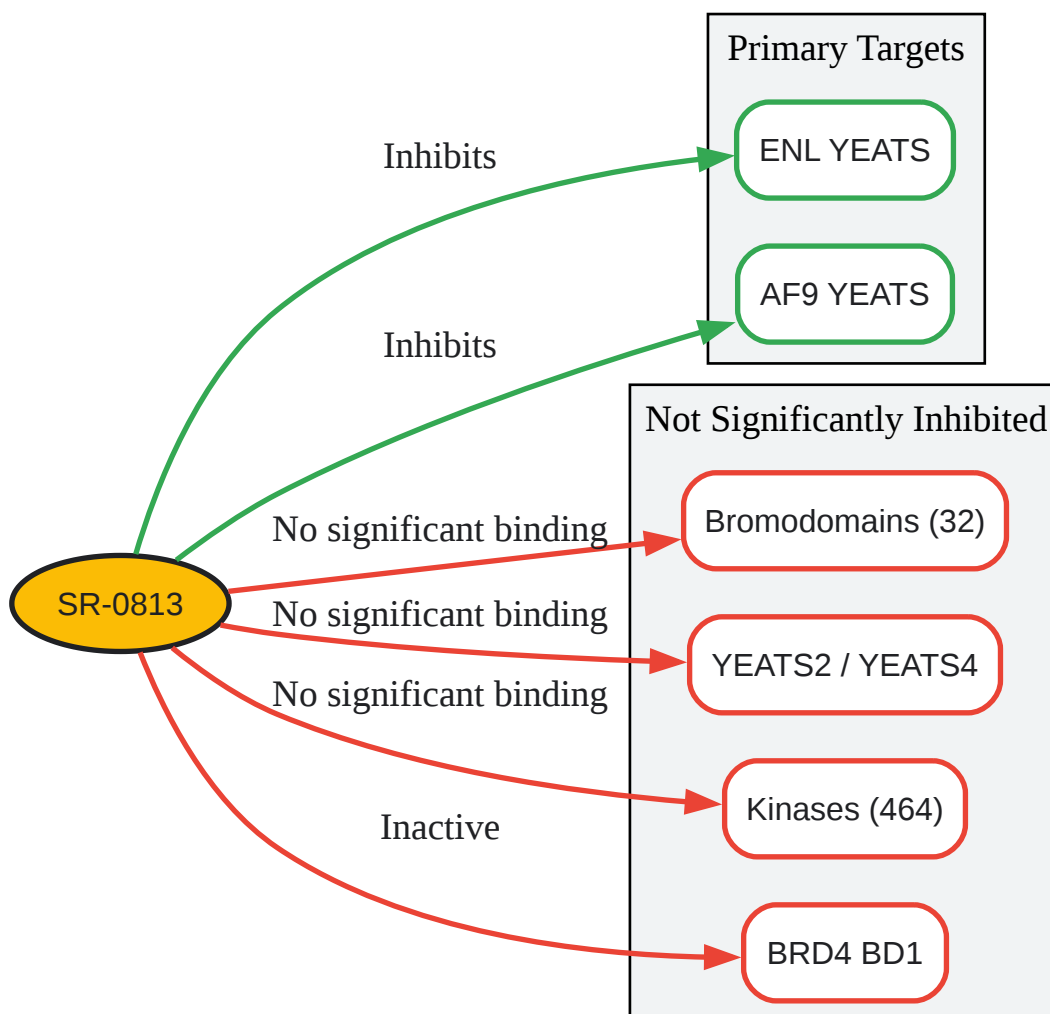 Primary Targets
Inhibits
ENL YEATS
Inhibits
AF9 YEATS
Not Significantly Inhibited
No significant binding
Bromodomains (32)
SR-0813
No significant binding
YEATS2 / YEATS4
No significant binding
Kinases (464)
Inactive
BRD4 BD1